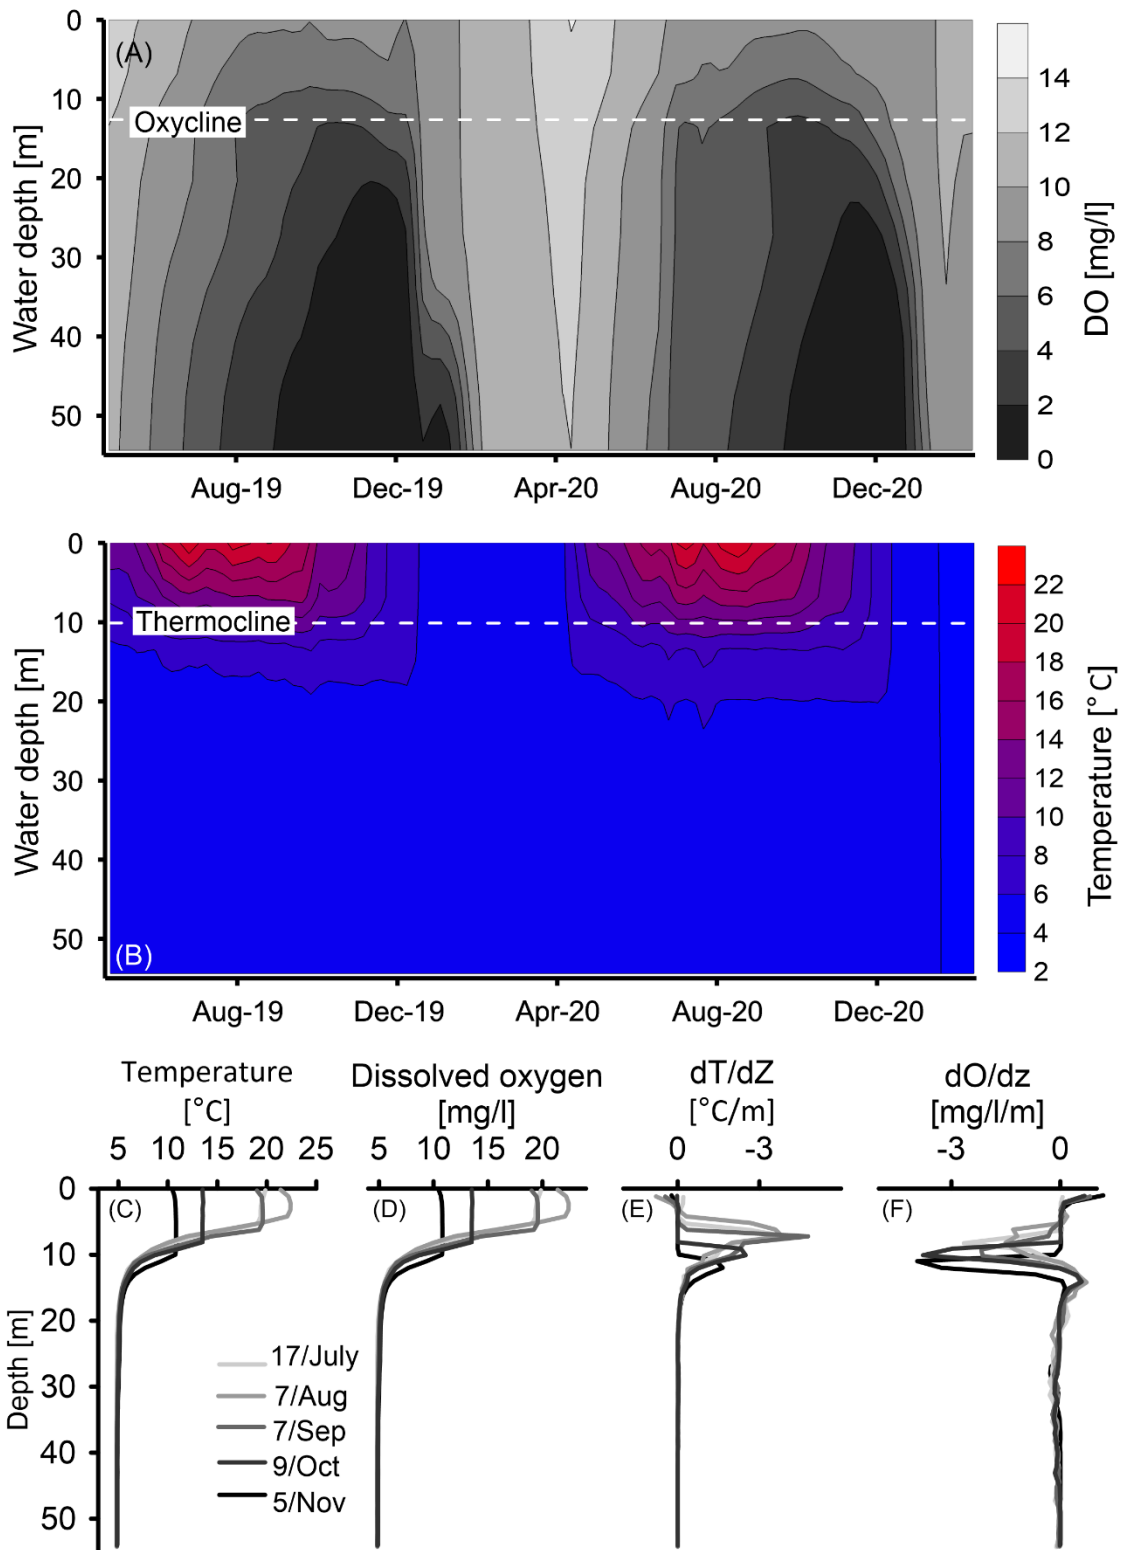 (A)
Oxycline
0
10
20
30
40
50
Water depth [m]
Aug-19 Dec-19 Apr-20 Aug-20 Dec-20
14
12
10
8
6
4
2
0
DO [mg/l]
Thermocline
(B)
0
10
20
30
40
50
Water depth [m]
Aug-19 Dec-19 Apr-20 Aug-20 Dec-20
22
20
18
16
14
12
10
8
6
4
2
Temperature [°C]
Temperature
[°C]
5 10 15 20 25
(C)
0
10
20
30
40
50
Depth [m]
17/July
7/Aug
7/Sep
9/Oct
5/Nov
Dissolved oxygen
[mg/l]
5 10 15 20
(D)
dT/dZ
[°C/m]
0 -3
(E)
dO/dz
[mg/l/m]
-3 0
(F)